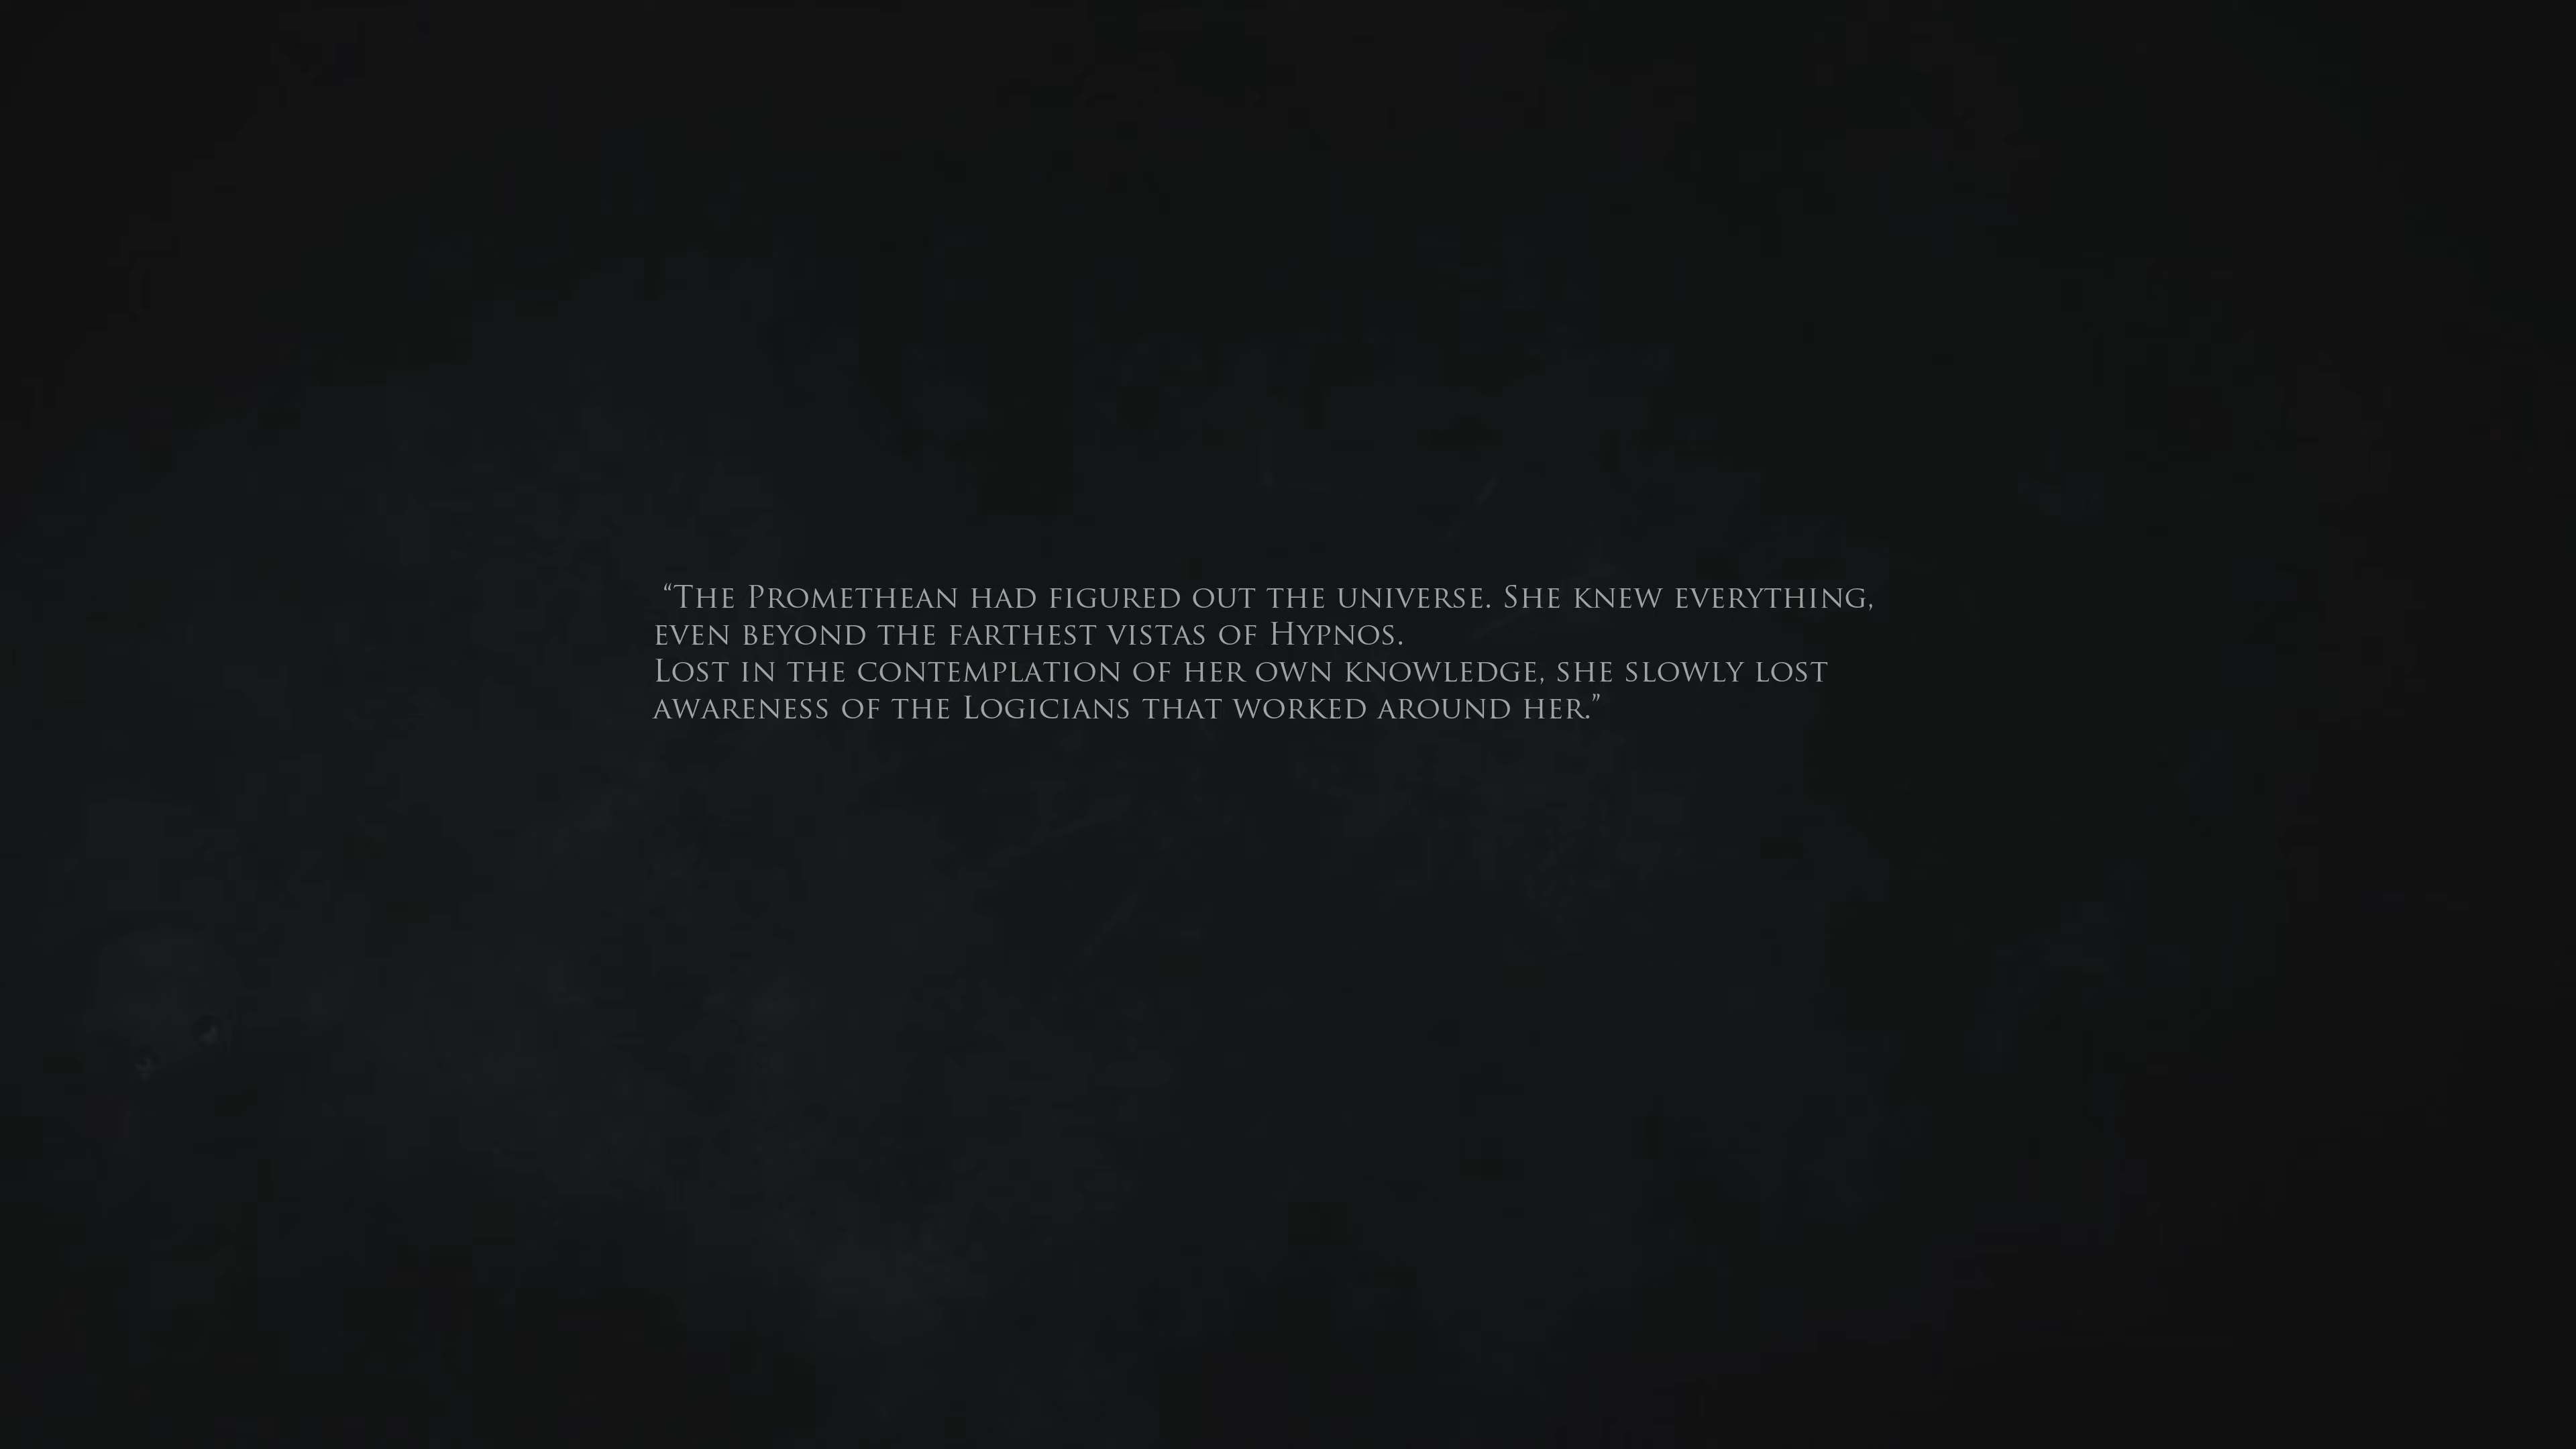 “The Promethean had figured out the universe. She knew everything,
even beyond the farthest vistas of Hypnos.
Lost in the contemplation of her own knowledge, she slowly lost
awareness of the Logicians that worked around her.”